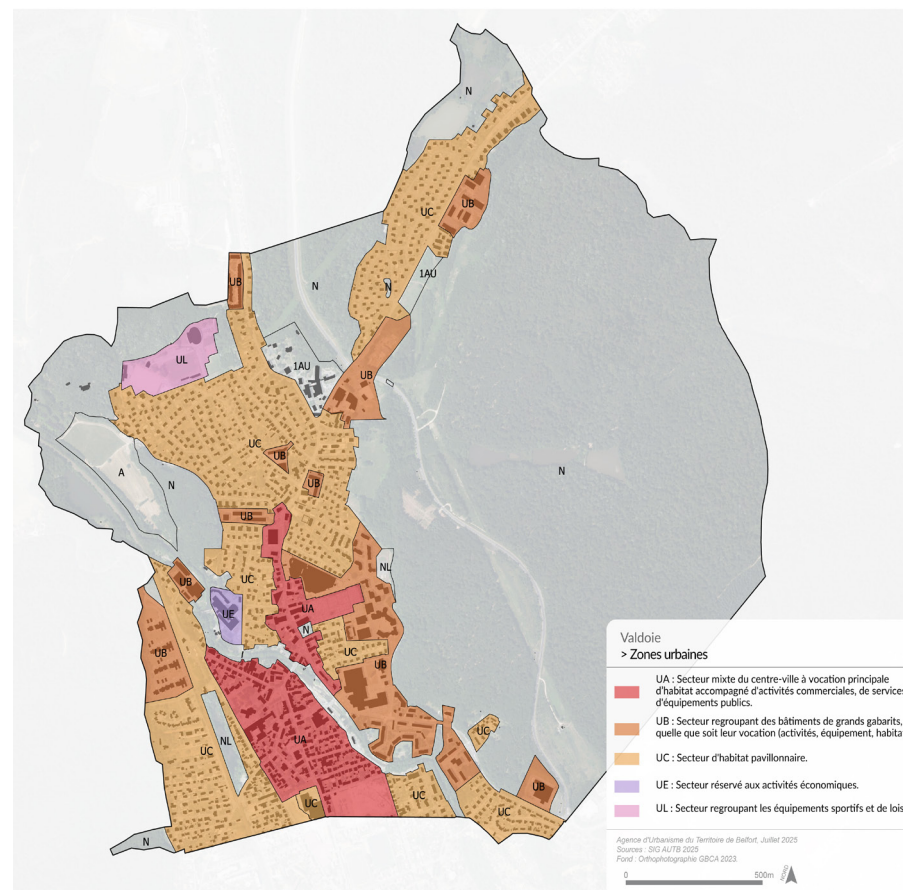 N
UB
UC
1AU
N
N
UB
1AU
UL
UB
UC
UB
UB
A
N
N
UB
UC
NL
UB
UE
UA
N
UC
UB
UB
UC
NL
UA
UC
UC
UC
UB
UC
N
Valdoie
> Zones urbaines
UA : Secteur mixte du centre-ville à vocation principale
d'habitat accompagné d'activités commerciales, de services
d'équipements publics.
UB : Secteur regroupant des bâtiments de grands gabarits,
quelle que soit leur vocation (activités, équipement, habita
UC : Secteur d'habitat pavillonnaire.
UE : Secteur réservé aux activités économiques.
UL : Secteur regroupant les équipements sportifs et de lois
Agence d'Urbanisme du Territoire de Belfort, Juillet 2025
Sources : SIG AUTB 2025
Fond : Orthophotographie GBCA 2023.
0 500m
NORD